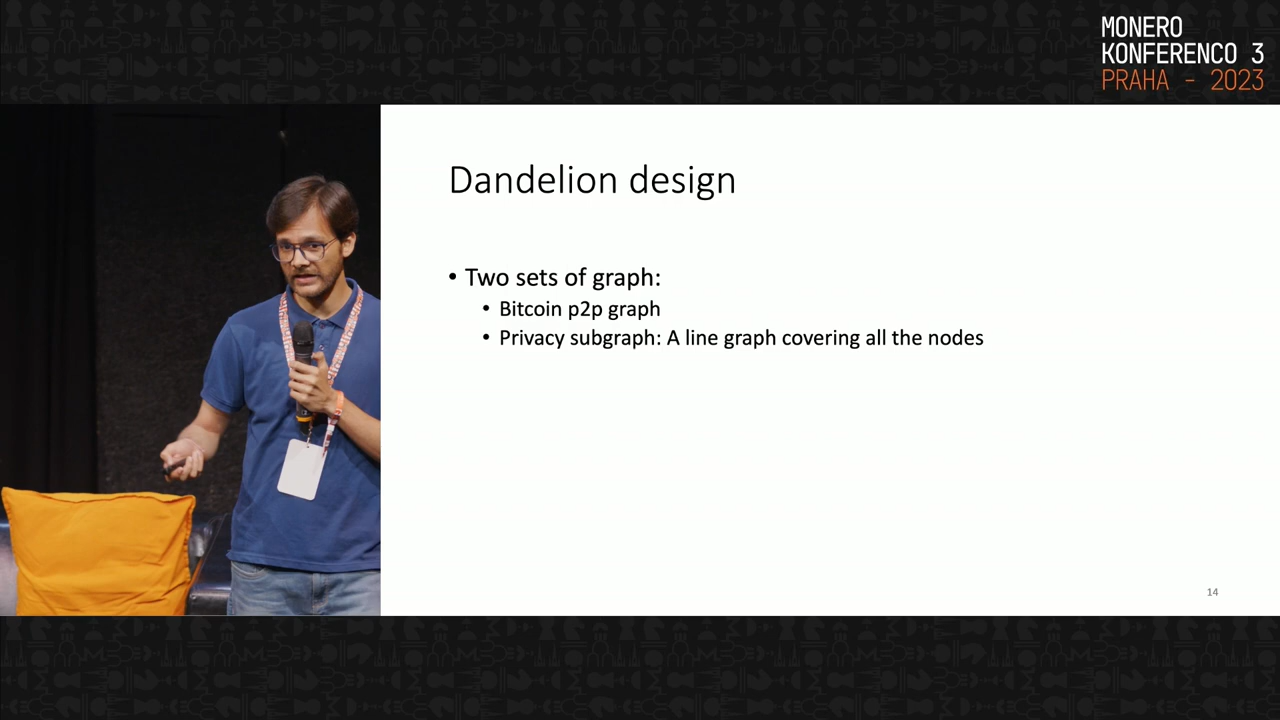 MONERO
KONFERENCO 3
PRAHA - 2023
Dandelion design
• Two sets of graph:
• Bitcoin p2p graph
• Privacy subgraph: A line graph covering all the nodes
14